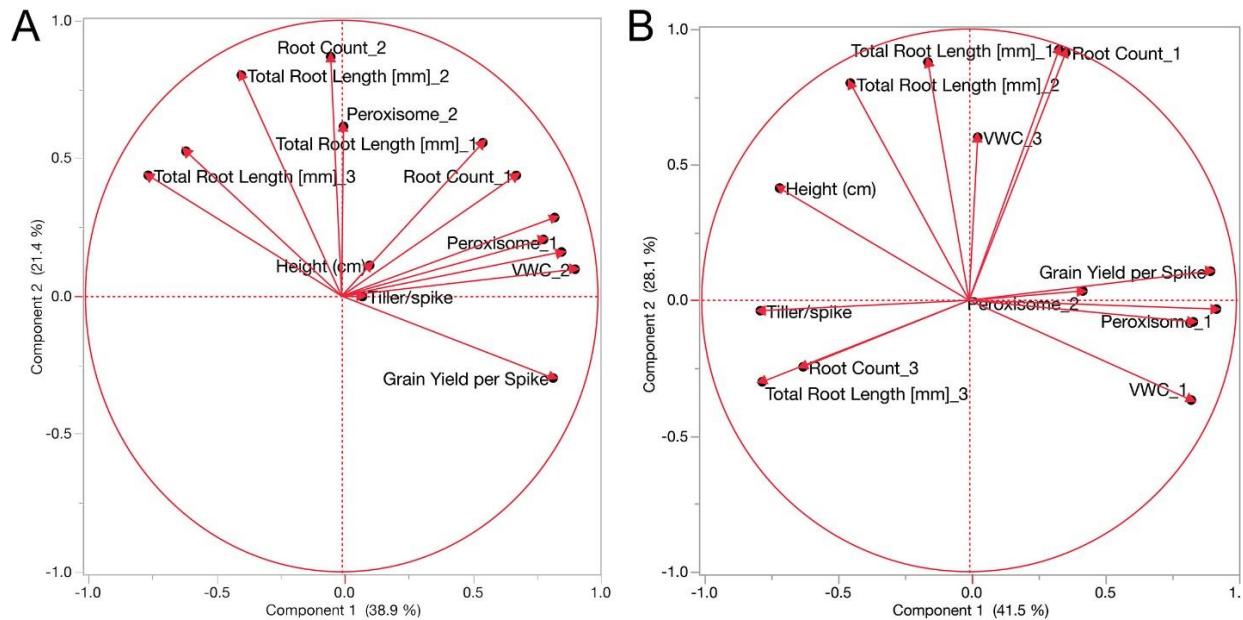 A
1.0
0.5
0.0
-0.5
-1.0
Component 2 (21.4 %)
Root Count_2
Total Root Length [mm]_2
Peroxisome_2
Total Root Length [mm]_1
Total Root Length [mm]_3
Root Count_1
Peroxisome_1
Height (cm)
VWC_2
Tiller/spike
Grain Yield per Spike
-1.0
-0.5
0.0
0.5
1.0
Component 1 (38.9 %)
B
1.0
0.5
0.0
-0.5
-1.0
Component 2 (28.1 %)
Total Root Length [mm]_1
Root Count_1
Total Root Length [mm]_2
VWC_3
Height (cm)
Grain Yield per Spike
Peroxisome_2
Tiller/spike
Peroxisome_1
Root Count_3
Total Root Length [mm]_3
VWC_1
-1.0
-0.5
0.0
0.5
1.
Component 1 (41.5 %)